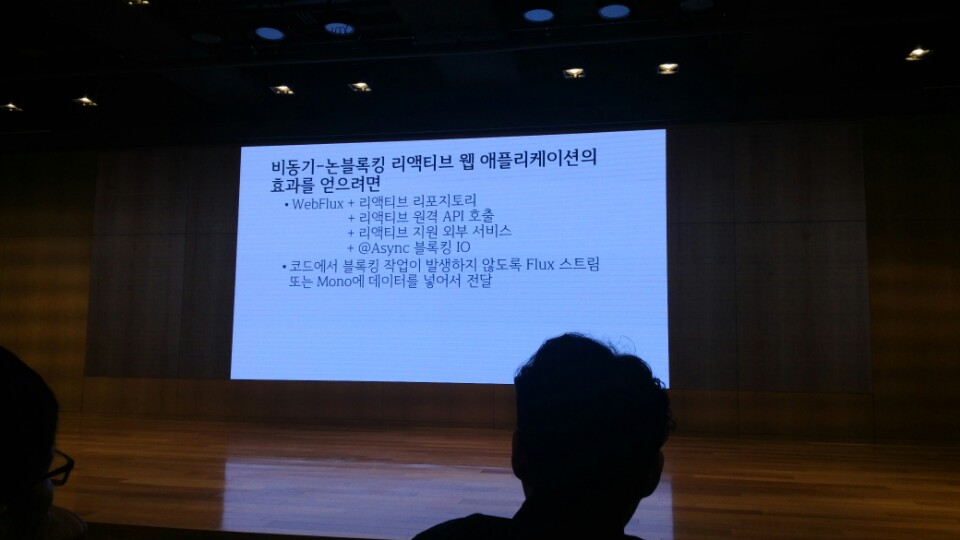 비동기-논블록킹 리액티브 웹 애플리케이션의
효과를 얻으려면
• WebFlux + 리액티브 리포지토리
+ 리액티브 원격 API 호출
+ 리액티브 지원 외부 서비스
+ @Async 블록킹 IO
• 코드에서 블록킹 작업이 발생하지 않도록 Flux 스트림
또는 Mono에 데이터를 넣어서 전달